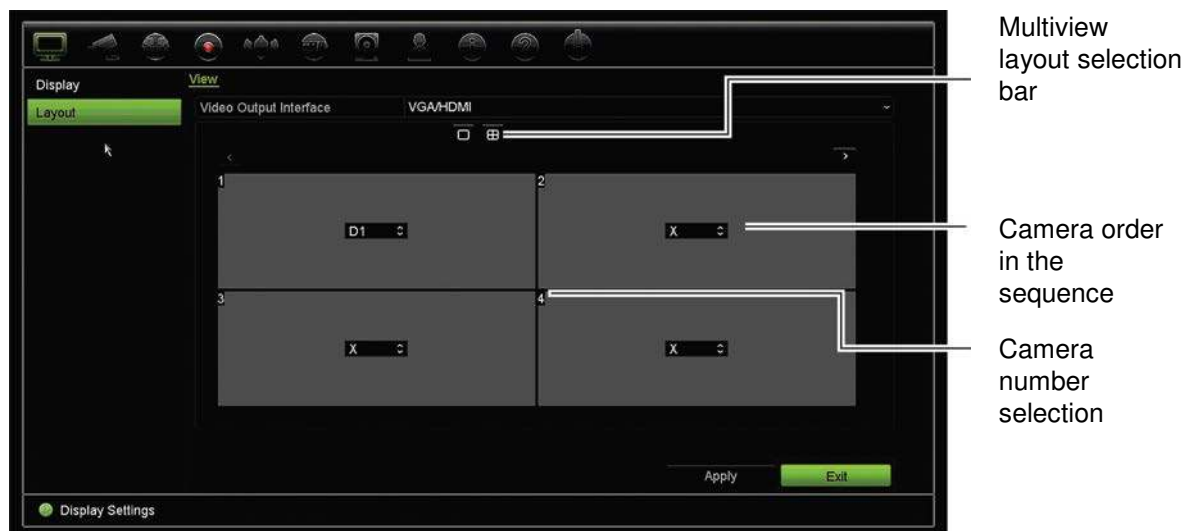 Display
View
Layout
Video Output Interface VGA/HDMI
1
2
D1
X
3
4
X
X
Apply
Exit
Display Settings
Multiview
layout selection
bar
Camera order
in the
sequence
Camera
number
selection